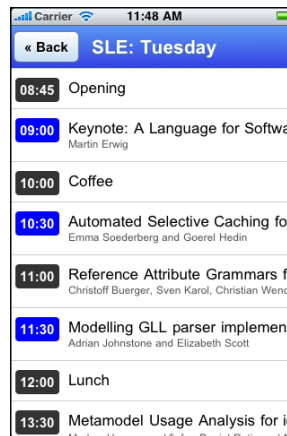 Carrier 11:48 AM
« Back SLE: Tuesday
08:45 Opening
09:00 Keynote: A Language for Softwa
Martin Erwig
10:00 Coffee
10:30 Automated Selective Caching fo
Emma Soederberg and Goerel Hedin
11:00 Reference Attribute Grammars f
Christoff Buerger, Sven Karol, Christian Wend
11:30 Modelling GLL parser implemen
Adrian Johnstone and Elizabeth Scott
12:00 Lunch
13:30 Metamodel Usage Analysis for i